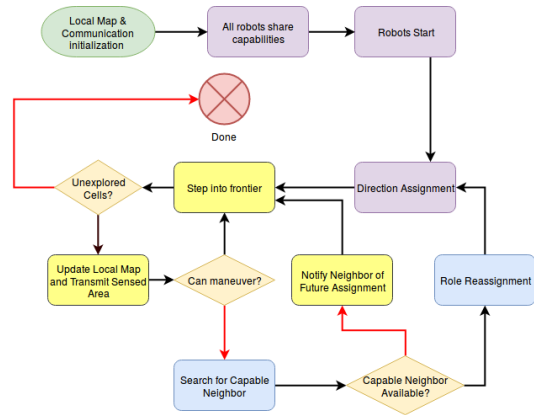 Local Map &
Communication
initialization
All robots share
capabilities
Robots Start
Done
Unexplored
Cells?
Step into frontier
Direction Assignment
Update Local Map
and Transmit Sensed
Area
Can maneuver?
Notify Neighbor of
Future Assignment
Role Reassignment
Search for Capable
Neighbor
Capable Neighbor
Available?